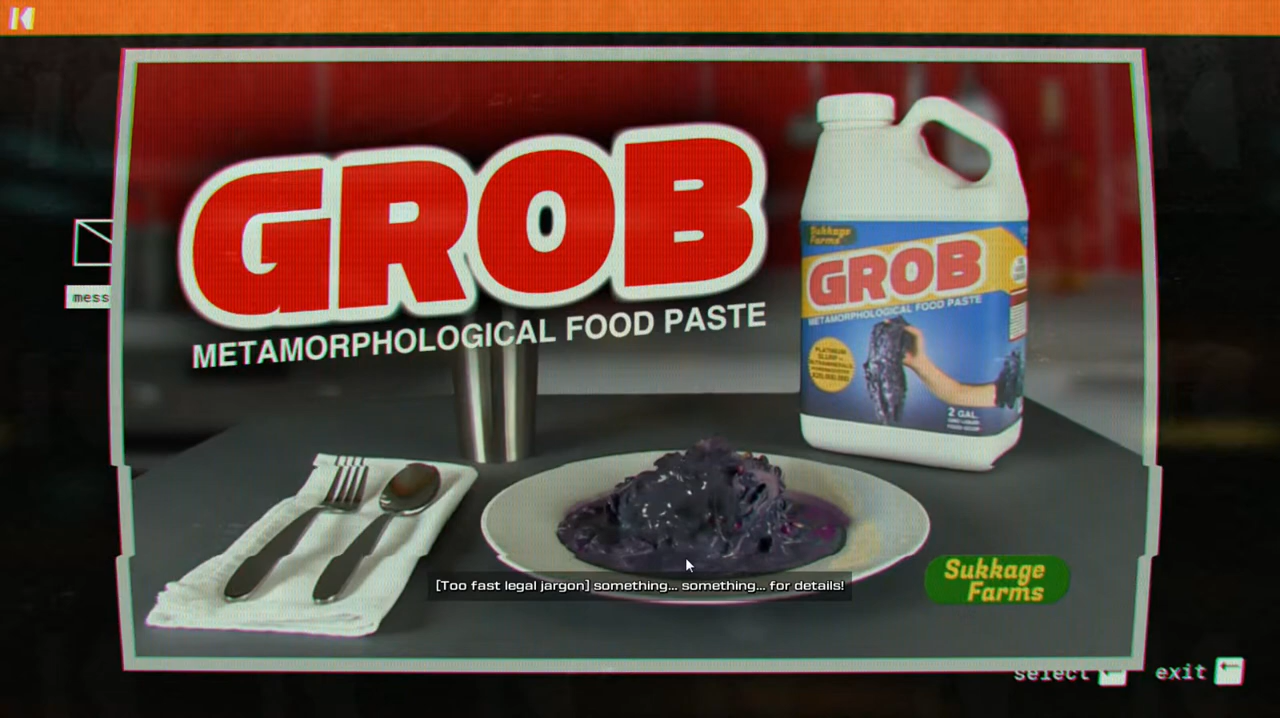 GROB
METAMORPHOLOGICAL FOOD PASTE
Sukkage
Farms
GROB
METAMORPHOLOGICAL FOOD PASTE
PLATINUM
2 GAL.
mess
[Too fast legal jargon] something... something... for details!
Sukkage
Farms
select
exit